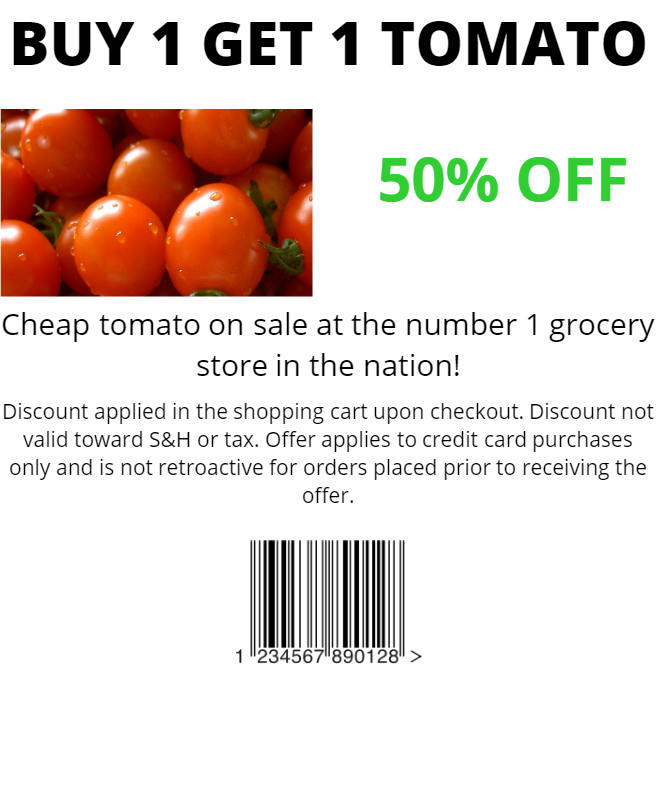 BUY 1 GET 1 TOMATO
50% OFF
Cheap tomato on sale at the number 1 grocery
store in the nation!
Discount applied in the shopping cart upon checkout. Discount not
valid toward S&H or tax. Offer applies to credit card purchases
only and is not retroactive for orders placed prior to receiving the
offer.
1 234567 890128 >